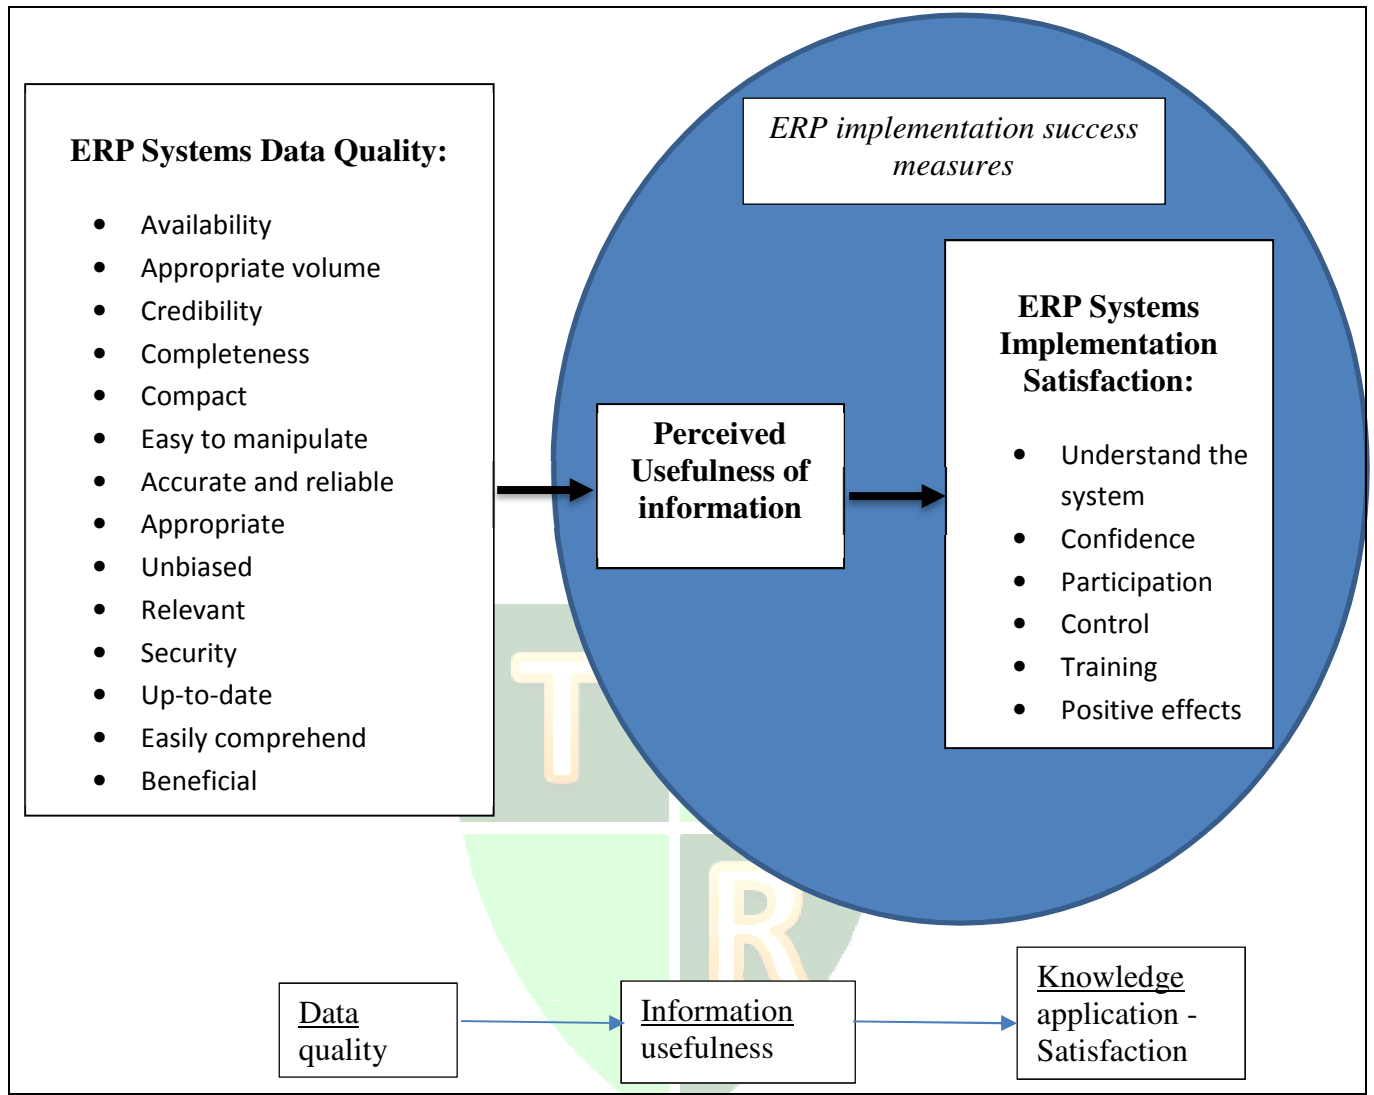 ERP Systems Data Quality:
• Availability
• Appropriate volume
• Credibility
• Completeness
• Compact
• Easy to manipulate
• Accurate and reliable
• Appropriate
• Unbiased
• Relevant
• Security
• Up-to-date
• Easily comprehend
• Beneficial
ERP implementation success
measures
Perceived
Usefulness of
information
ERP Systems
Implementation
Satisfaction:
• Understand the
system
• Confidence
• Participation
• Control
• Training
• Positive effects
T
R
Data
quality
Information
usefulness
Knowledge
application -
Satisfaction